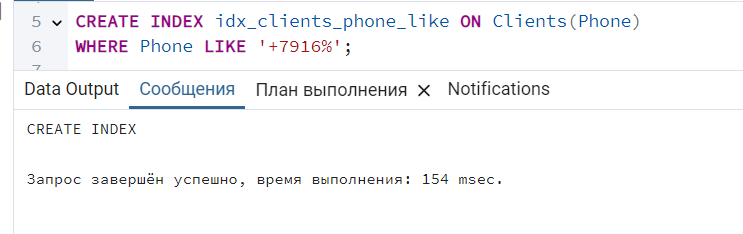 5 CREATE INDEX idx_clients_phone_like ON Clients(Phone)
6 WHERE Phone LIKE '+7916%';
Data Output Сообщения План выполнения × Notifications
CREATE INDEX
Запрос завершён успешно, время выполнения: 154 msec.